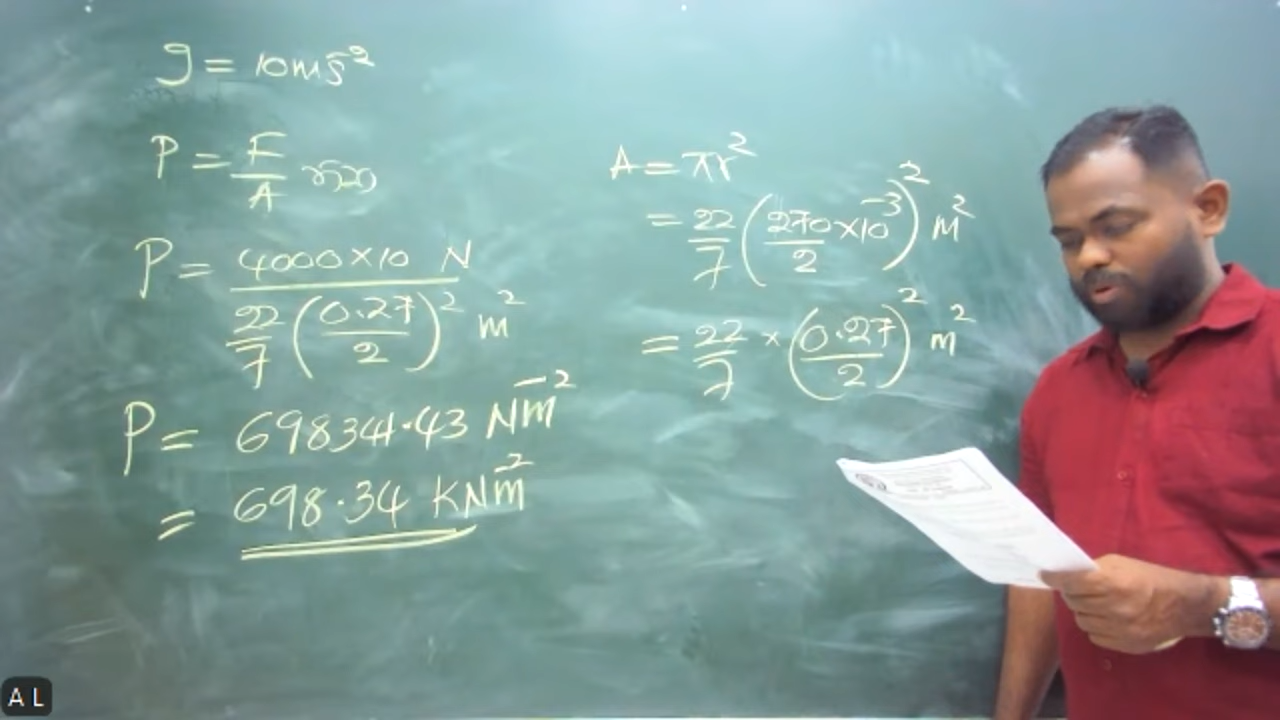 g = 10ms⁻²
P = F/A
P = 4000×10 N / 22/7 (0.27/2)² m²
P = 698341.43 Nm⁻²
= 698.34 KNm⁻²
A = πr²
= 22/7 (270×10⁻³/2)² m²
= 22/7 × (0.27/2)² m²
A L